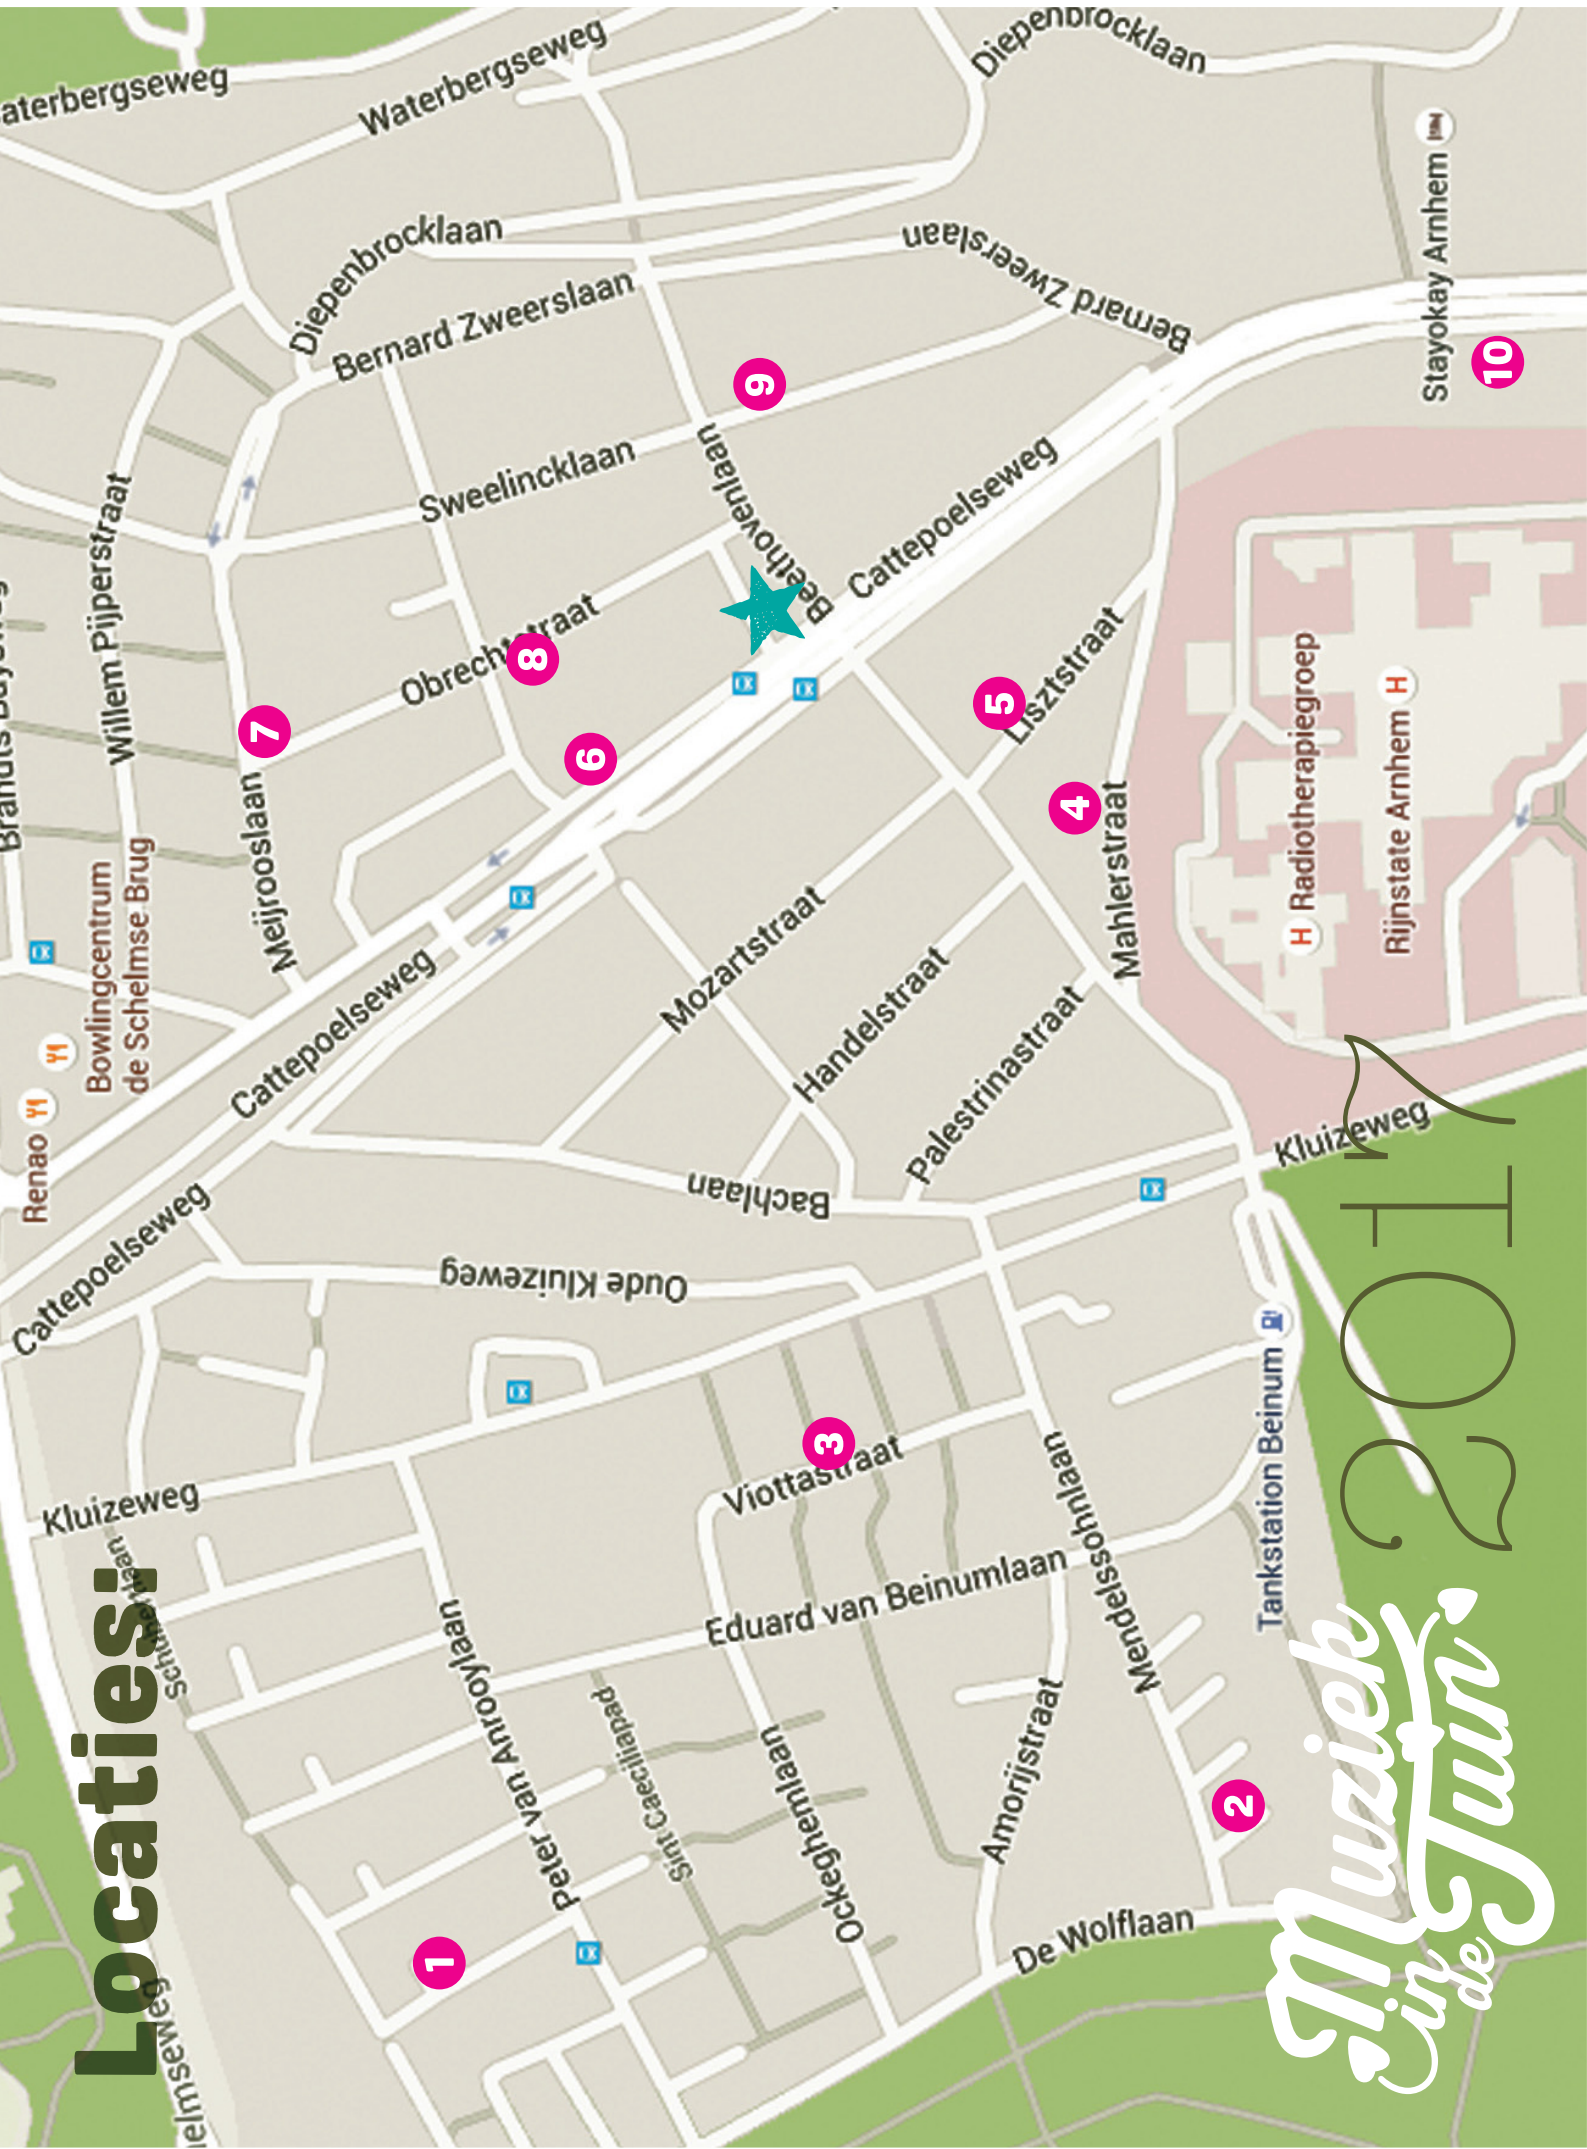 Locaties:
Schelmseweg
Kluizeweg
Cattepoelseweg
Renao
Bowlingcentrum
de Schelmse Brug
Willem Pijperstraat
Waterbergseweg
Waterbergseweg
Meijrooslaan
7
Diepenbrocklaan
Bernard Zweerslaan
Cattepoelseweg
Sweelincklaan
Obrechtstraat
8
6
9
Beethovenlaan
Cattepoelseweg
Bernard Zweerslaan
Diepenbrocklaan
Peter van Anrooylaan
1
Sint Caeciliapad
Oude Kluizeweg
Bachlaan
Mozartstraat
Handelstraat
Palestrinastraat
Lisztstraat
5
4
Mahlerstraat
Viottastraat
3
Eduard van Beinumlaan
Ockeghemlaan
Amorijstraat
Mendelssohnlaan
De Wolflaan
2
Tankstation Beinum
Kluizeweg
H Radiotherapiegroep
Rijnstate Arnhem H
Stayokay Arnhem
10
Muziek
in de Tuin
2017